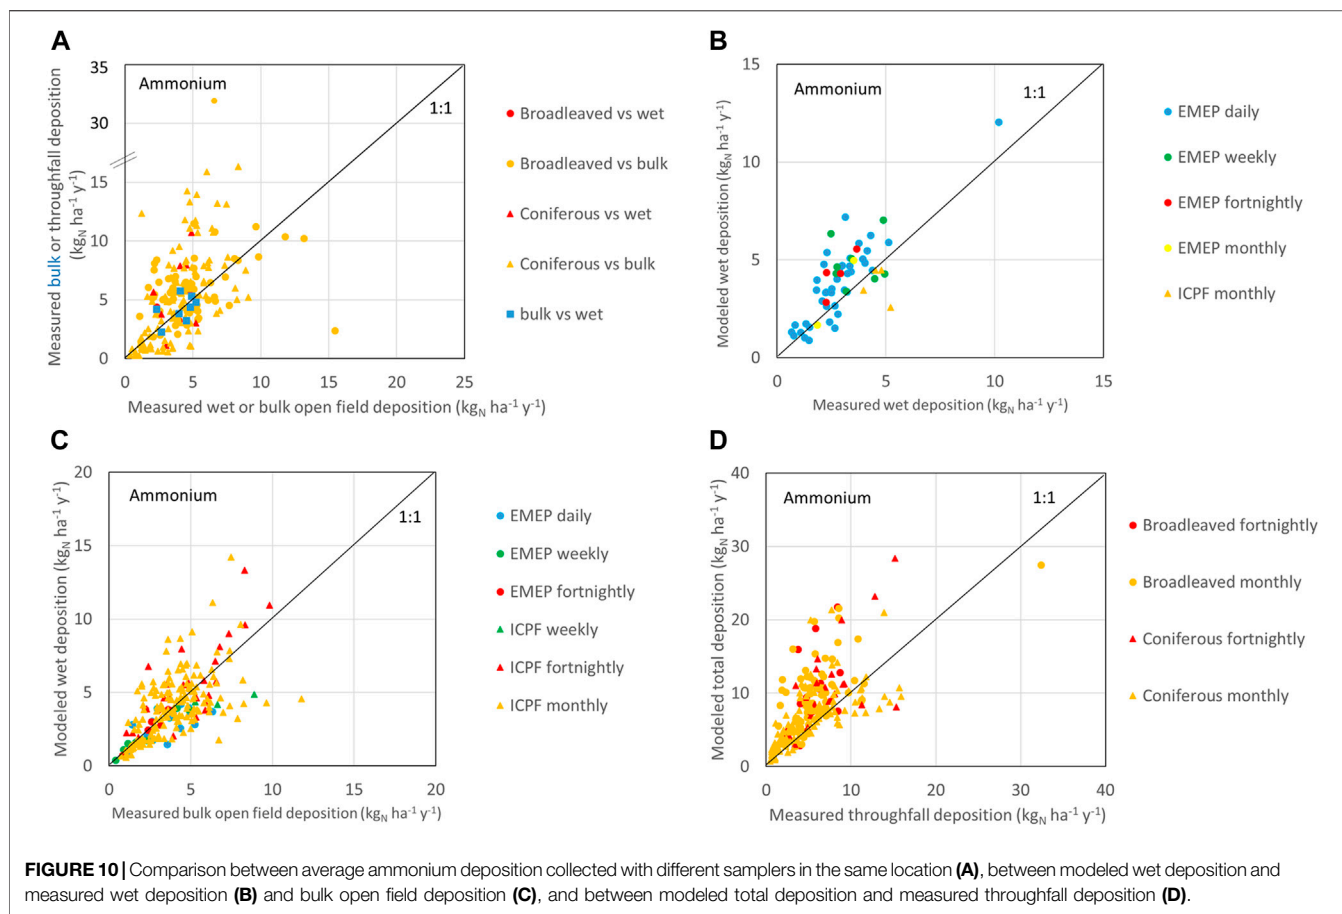 A
Measured bulk or throughfall deposition
(kgN ha-1 y-1)
35
30
15
10
5
0
Ammonium
1:1
0 5 10 15 20 25
Measured wet or bulk open field deposition (kgN ha-1 y-1)
Broadleaved vs wet
Broadleaved vs bulk
Coniferous vs wet
Coniferous vs bulk
bulk vs wet
B
Modeled wet deposition (kgN ha-1 y-1)
15
10
5
0
Ammonium
1:1
0 5 10 15
Measured wet deposition (kgN ha-1 y-1)
EMEP daily
EMEP weekly
EMEP fortnightly
EMEP monthly
ICPF monthly
C
Modeled wet deposition (kgN ha-1 y-1)
20
15
10
5
0
Ammonium
1:1
0 5 10 15 20
Measured bulk open field deposition (kgN ha-1 y-1)
EMEP daily
EMEP weekly
EMEP fortnightly
ICPF weekly
ICPF fortnightly
ICPF monthly
D
Modeled total deposition (kgN ha-1 y-1)
40
30
20
10
0
Ammonium
1:1
0 10 20 30 40
Measured throughfall deposition (kgN ha-1 y-1)
Broadleaved fortnightly
Broadleaved monthly
Coniferous fortnightly
Coniferous monthly
FIGURE 10 | Comparison between average ammonium deposition collected with different samplers in the same location (A), between modeled wet deposition and
measured wet deposition (B) and bulk open field deposition (C), and between modeled total deposition and measured throughfall deposition (D).